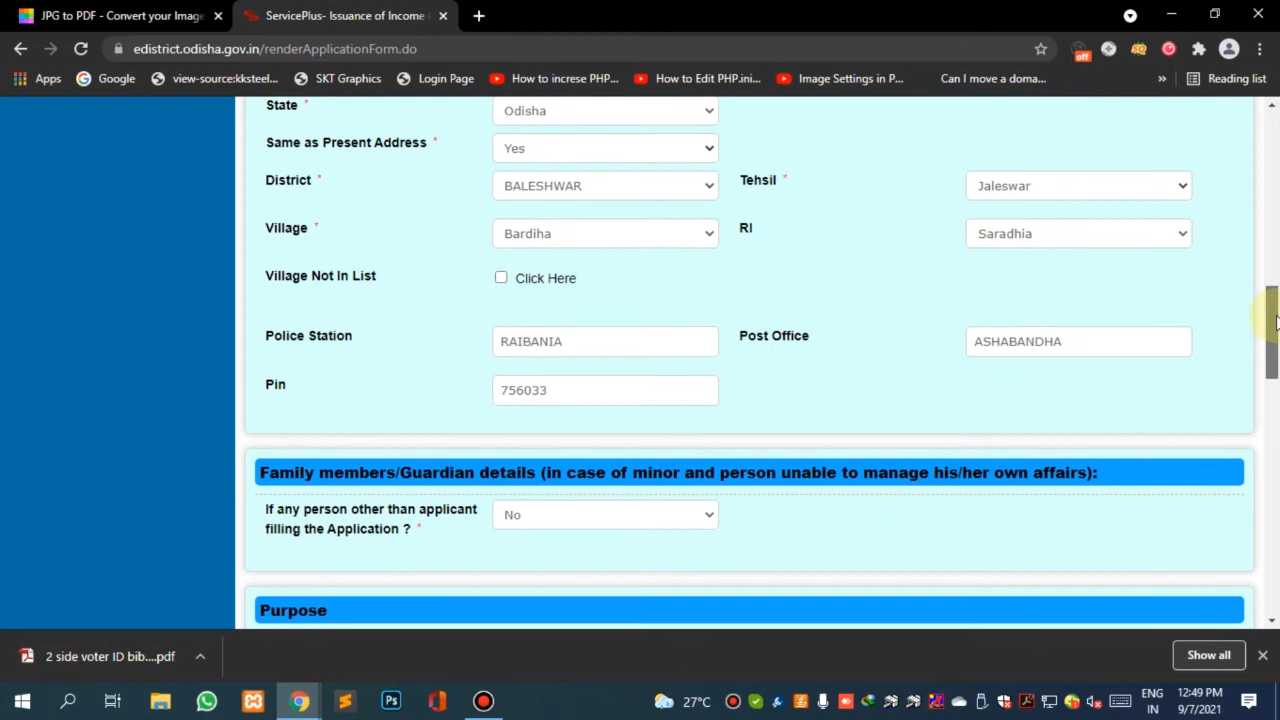 JPG to PDF - Convert your Image
ServicePlus- Issuance of Income
edistrict.odisha.gov.in/renderApplicationForm.do
off
Apps
Google
view-source:kksteel...
SKT Graphics
Login Page
How to increse PHP...
How to Edit PHP.ini...
Image Settings in P...
Can I move a doma...
»
Reading list
State *
Odisha
Same as Present Address *
Yes
District *
BALESHWAR
Tehsil *
Jaleswar
Village *
Bardiha
RI
Saradhia
Village Not In List
Click Here
Police Station
RAIBANIA
Post Office
ASHABANDHA
Pin
756033
Family members/Guardian details (in case of minor and person unable to manage his/her own affairs):
If any person other than applicant
filling the Application ? *
No
Purpose
2 side voter ID bib....pdf
Show all
Ps
27°C
ENG
IN
12:49 PM
9/7/2021